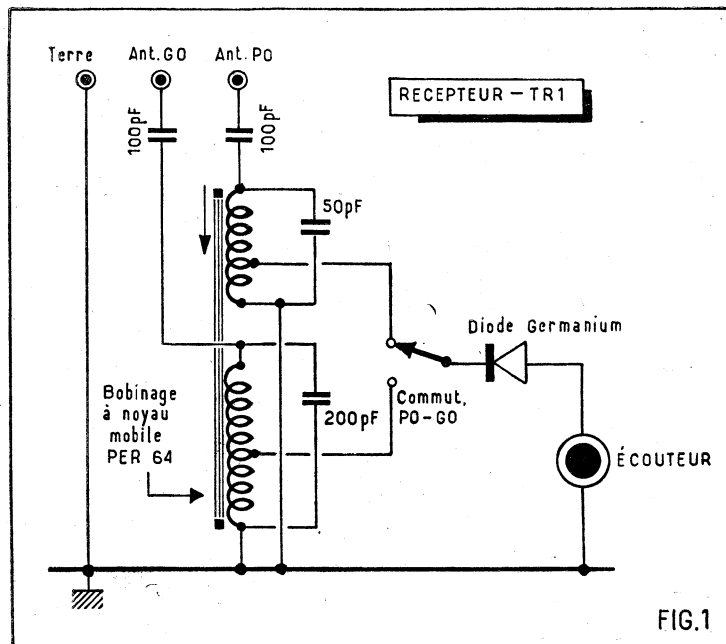 Terre
Ant.GO
Ant.PO
RECEPTEUR – TR1
100pF
100pF
50pF
Diode Germanium
Bobinage
à noyau
mobile
PER 64
200pF
Commut.
PO-GO
ÉCOUTEUR
FIG.1